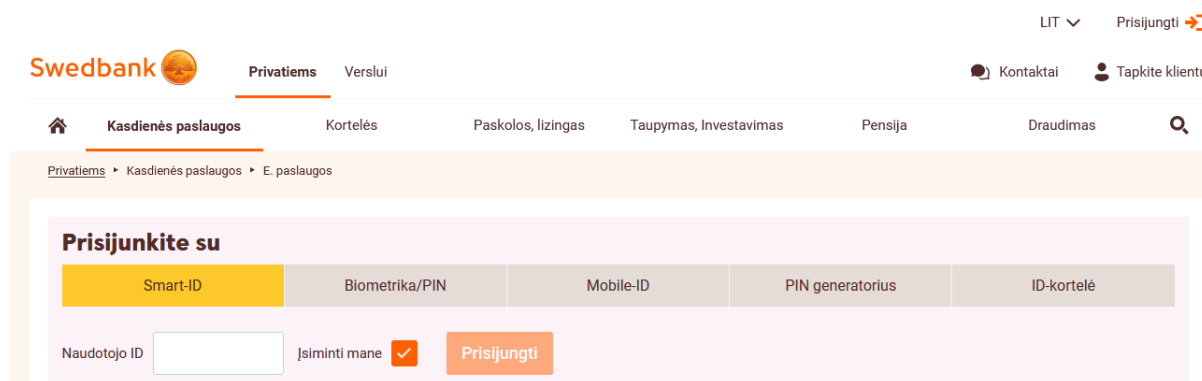 LIT Prisijungti
Swedbank Privatiems Verslui Kontaktai Tapkite klientu
Kasdienės paslaugos Kortelės Paskolos, lizingas Taupymas, Investavimas Pensija Draudimas
Privatiems ‣ Kasdienės paslaugos ‣ E. paslaugos
Prisijunkite su
Smart-ID Biometrika/PIN Mobile-ID PIN generatorius ID-kortelė
Naudotojo ID Įsiminti mane Prisijungti